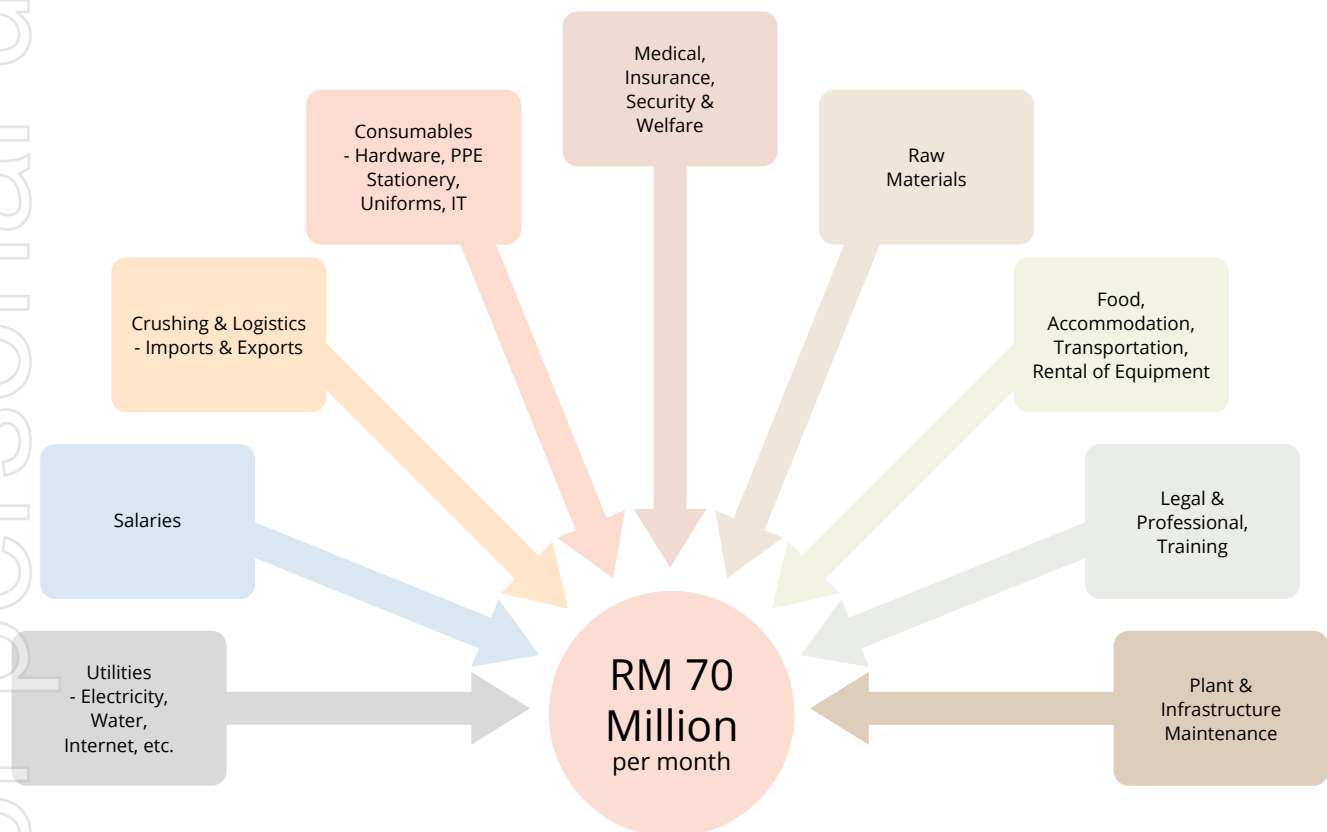 Medical,
Insurance,
Security &
Welfare
Consumables
- Hardware, PPE
Stationery,
Uniforms, IT
Raw
Materials
Crushing & Logistics
- Imports & Exports
Food,
Accommodation,
Transportation,
Rental of Equipment
Salaries
Legal &
Professional,
Training
Utilities
- Electricity,
Water,
Internet, etc.
RM 70
Million
per month
Plant &
Infrastructure
Maintenance